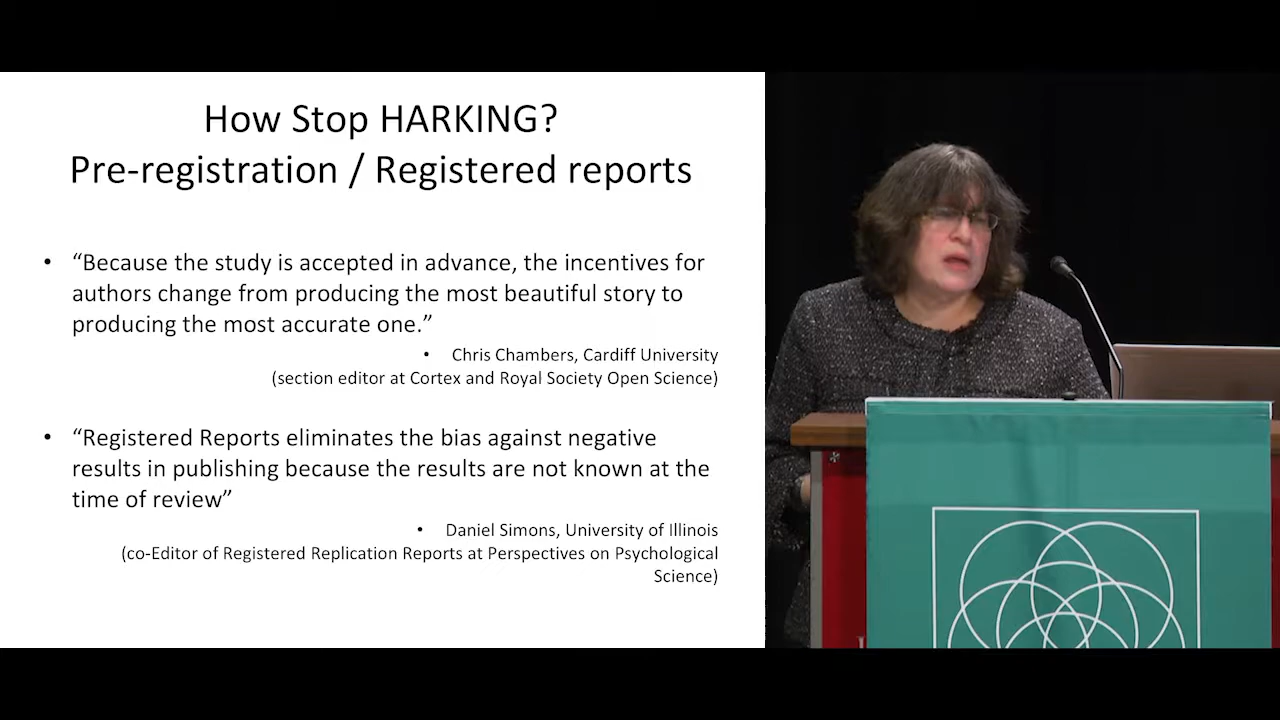 How Stop HARKING?
Pre-registration / Registered reports
• “Because the study is accepted in advance, the incentives for
authors change from producing the most beautiful story to
producing the most accurate one.”
• Chris Chambers, Cardiff University
(section editor at Cortex and Royal Society Open Science)
• “Registered Reports eliminates the bias against negative
results in publishing because the results are not known at the
time of review”
• Daniel Simons, University of Illinois
(co-Editor of Registered Replication Reports at Perspectives on Psychological
Science)